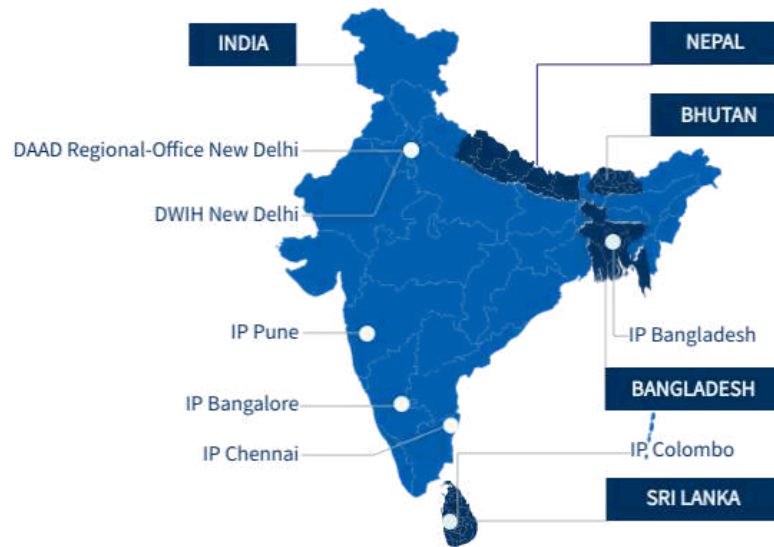 INDIA
NEPAL
BHUTAN
DAAD Regional-Office New Delhi
DWIH New Delhi
IP Pune
IP Bangladesh
BANGLADESH
IP Bangalore
IP Chennai
IP Colombo
SRI LANKA